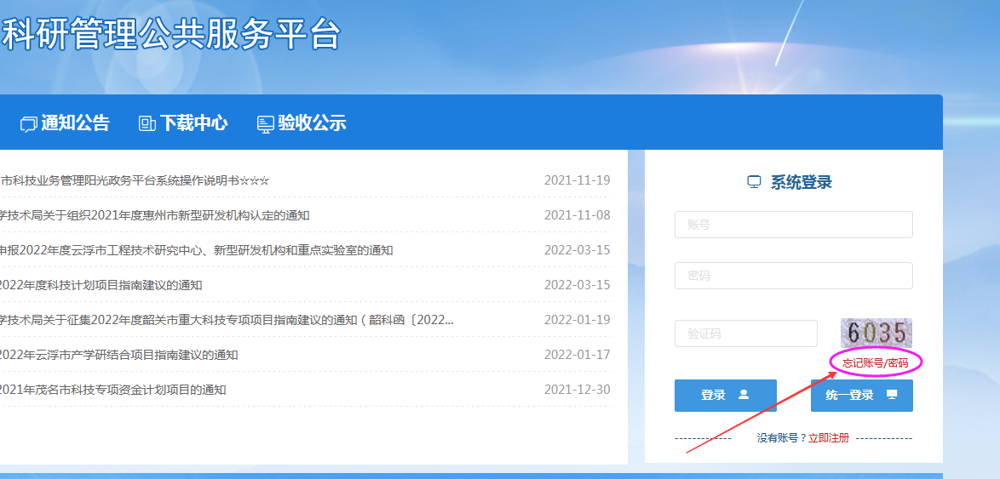 科研管理公共服务平台
通知公告 下载中心 验收公示
市科技业务管理阳光政务平台系统操作说明书☆☆☆ 2021-11-19
学技术局关于组织2021年度惠州市新型研发机构认定的通知 2021-11-08
申报2022年度云浮市工程技术研究中心、新型研发机构和重点实验室的通知 2022-03-15
2022年度科技计划项目指南建议的通知 2022-03-15
学技术局关于征集2022年度韶关市重大科技专项项目指南建议的通知（韶科函〔2022... 2022-01-19
2022年云浮市产学研结合项目指南建议的通知 2022-01-17
2021年茂名市科技专项资金计划项目的通知 2021-12-30
系统登录
账号
密码
验证码 6035
忘记账号/密码
登录 统一登录
------------- 没有账号？立即注册 -------------